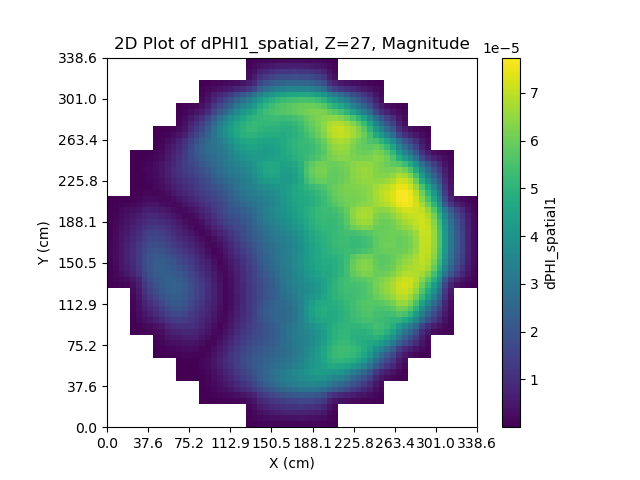 2D Plot of dPHI1_spatial, Z=27, Magnitude
1e−5
338.6
301.0
263.4
225.8
188.1
150.5
112.9
75.2
37.6
0.0
Y (cm)
0.0 37.6 75.2 112.9 150.5 188.1 225.8 263.4 301.0 338.6
X (cm)
7
6
5
4
3
2
1
dPHI_spatial1